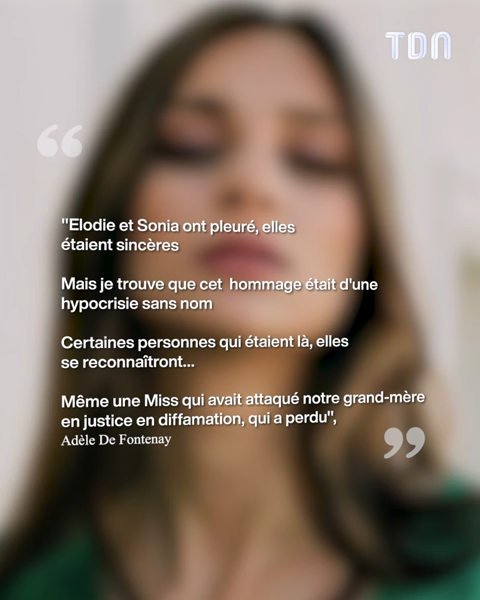 TDN
"Elodie et Sonia ont pleuré, elles
étaient sincères
Mais je trouve que cet hommage était d'une
hypocrisie sans nom
Certaines personnes qui étaient là, elles
se reconnaîtront...
Même une Miss qui avait attaqué notre grand-mère
en justice en diffamation, qui a perdu",
Adèle De Fontenay